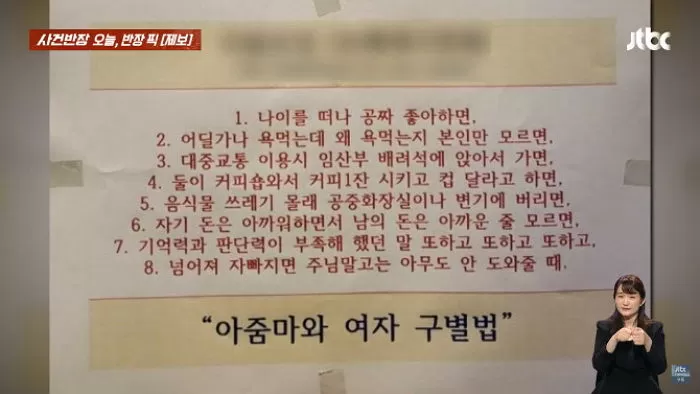 사건반장 오늘, 반장 픽 [제보]
jtbc
1. 나이를 떠나 공짜 좋아하면,
2. 어딜가나 욕먹는데 왜 욕먹는지 본인만 모르면,
3. 대중교통 이용시 임산부 배려석에 앉아서 가면,
4. 둘이 커피숍와서 커피1잔 시키고 컵 달라고 하면,
5. 음식물 쓰레기 몰래 공중화장실이나 변기에 버리면,
6. 자기 돈은 아까워하면서 남의 돈은 아까운 줄 모르면,
7. 기억력과 판단력이 부족해 했던 말 또하고 또하고 또하고,
8. 넘어져 자빠지면 주님말고는 아무도 안 도와줄 때.
“아줌마와 여자 구별법”
jtbc